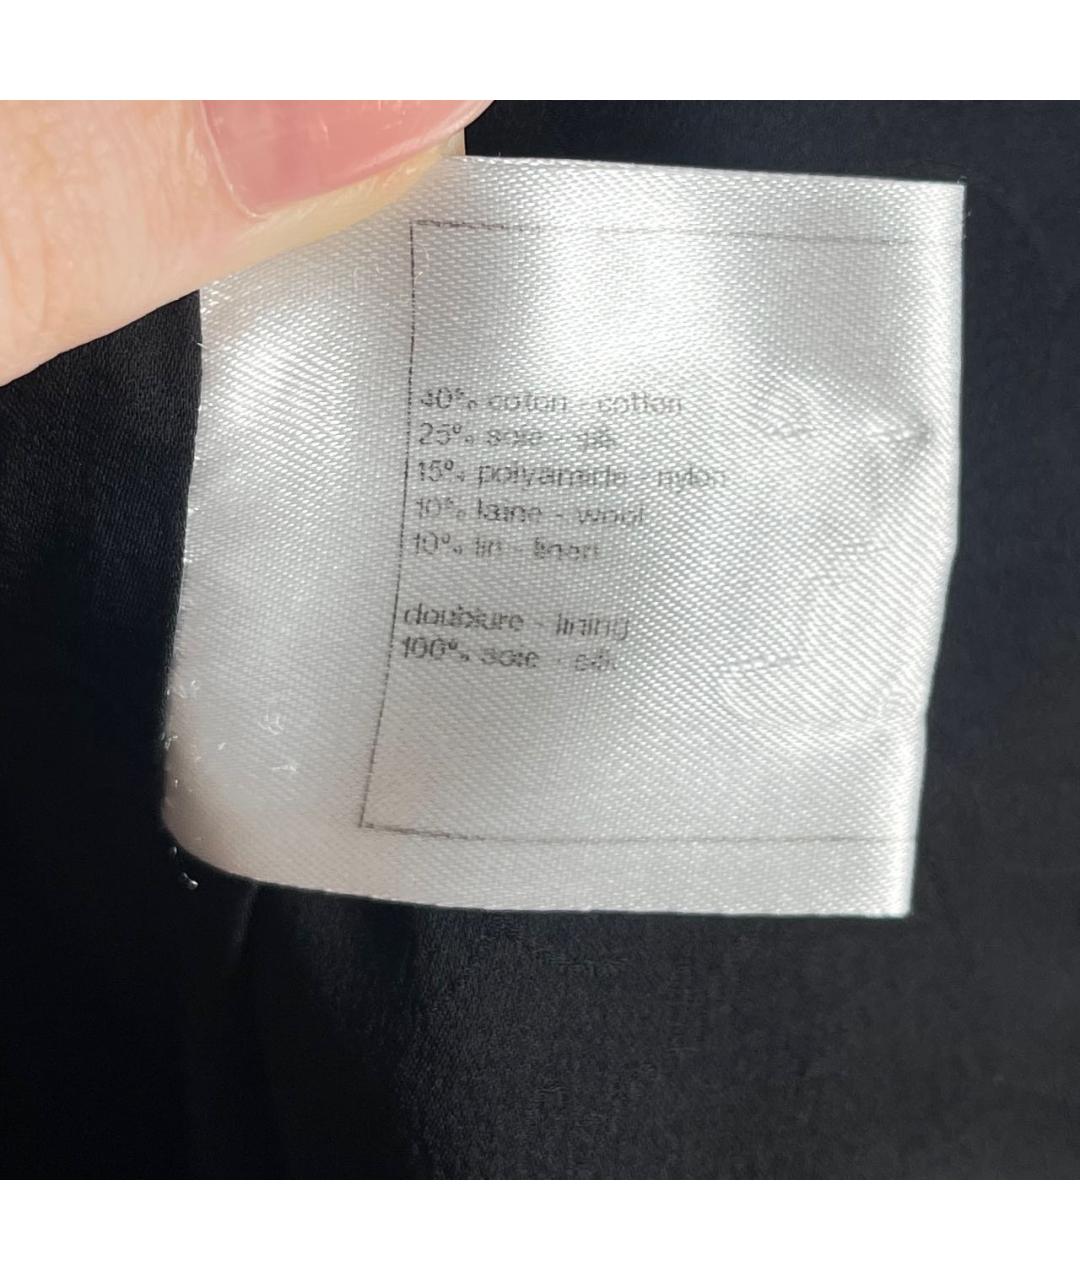 40% coton - cotton
25% soie - silk
15% polyamide - nylon
10% laine - wool
10% lin - linen
doublure - lining
100% soie - silk